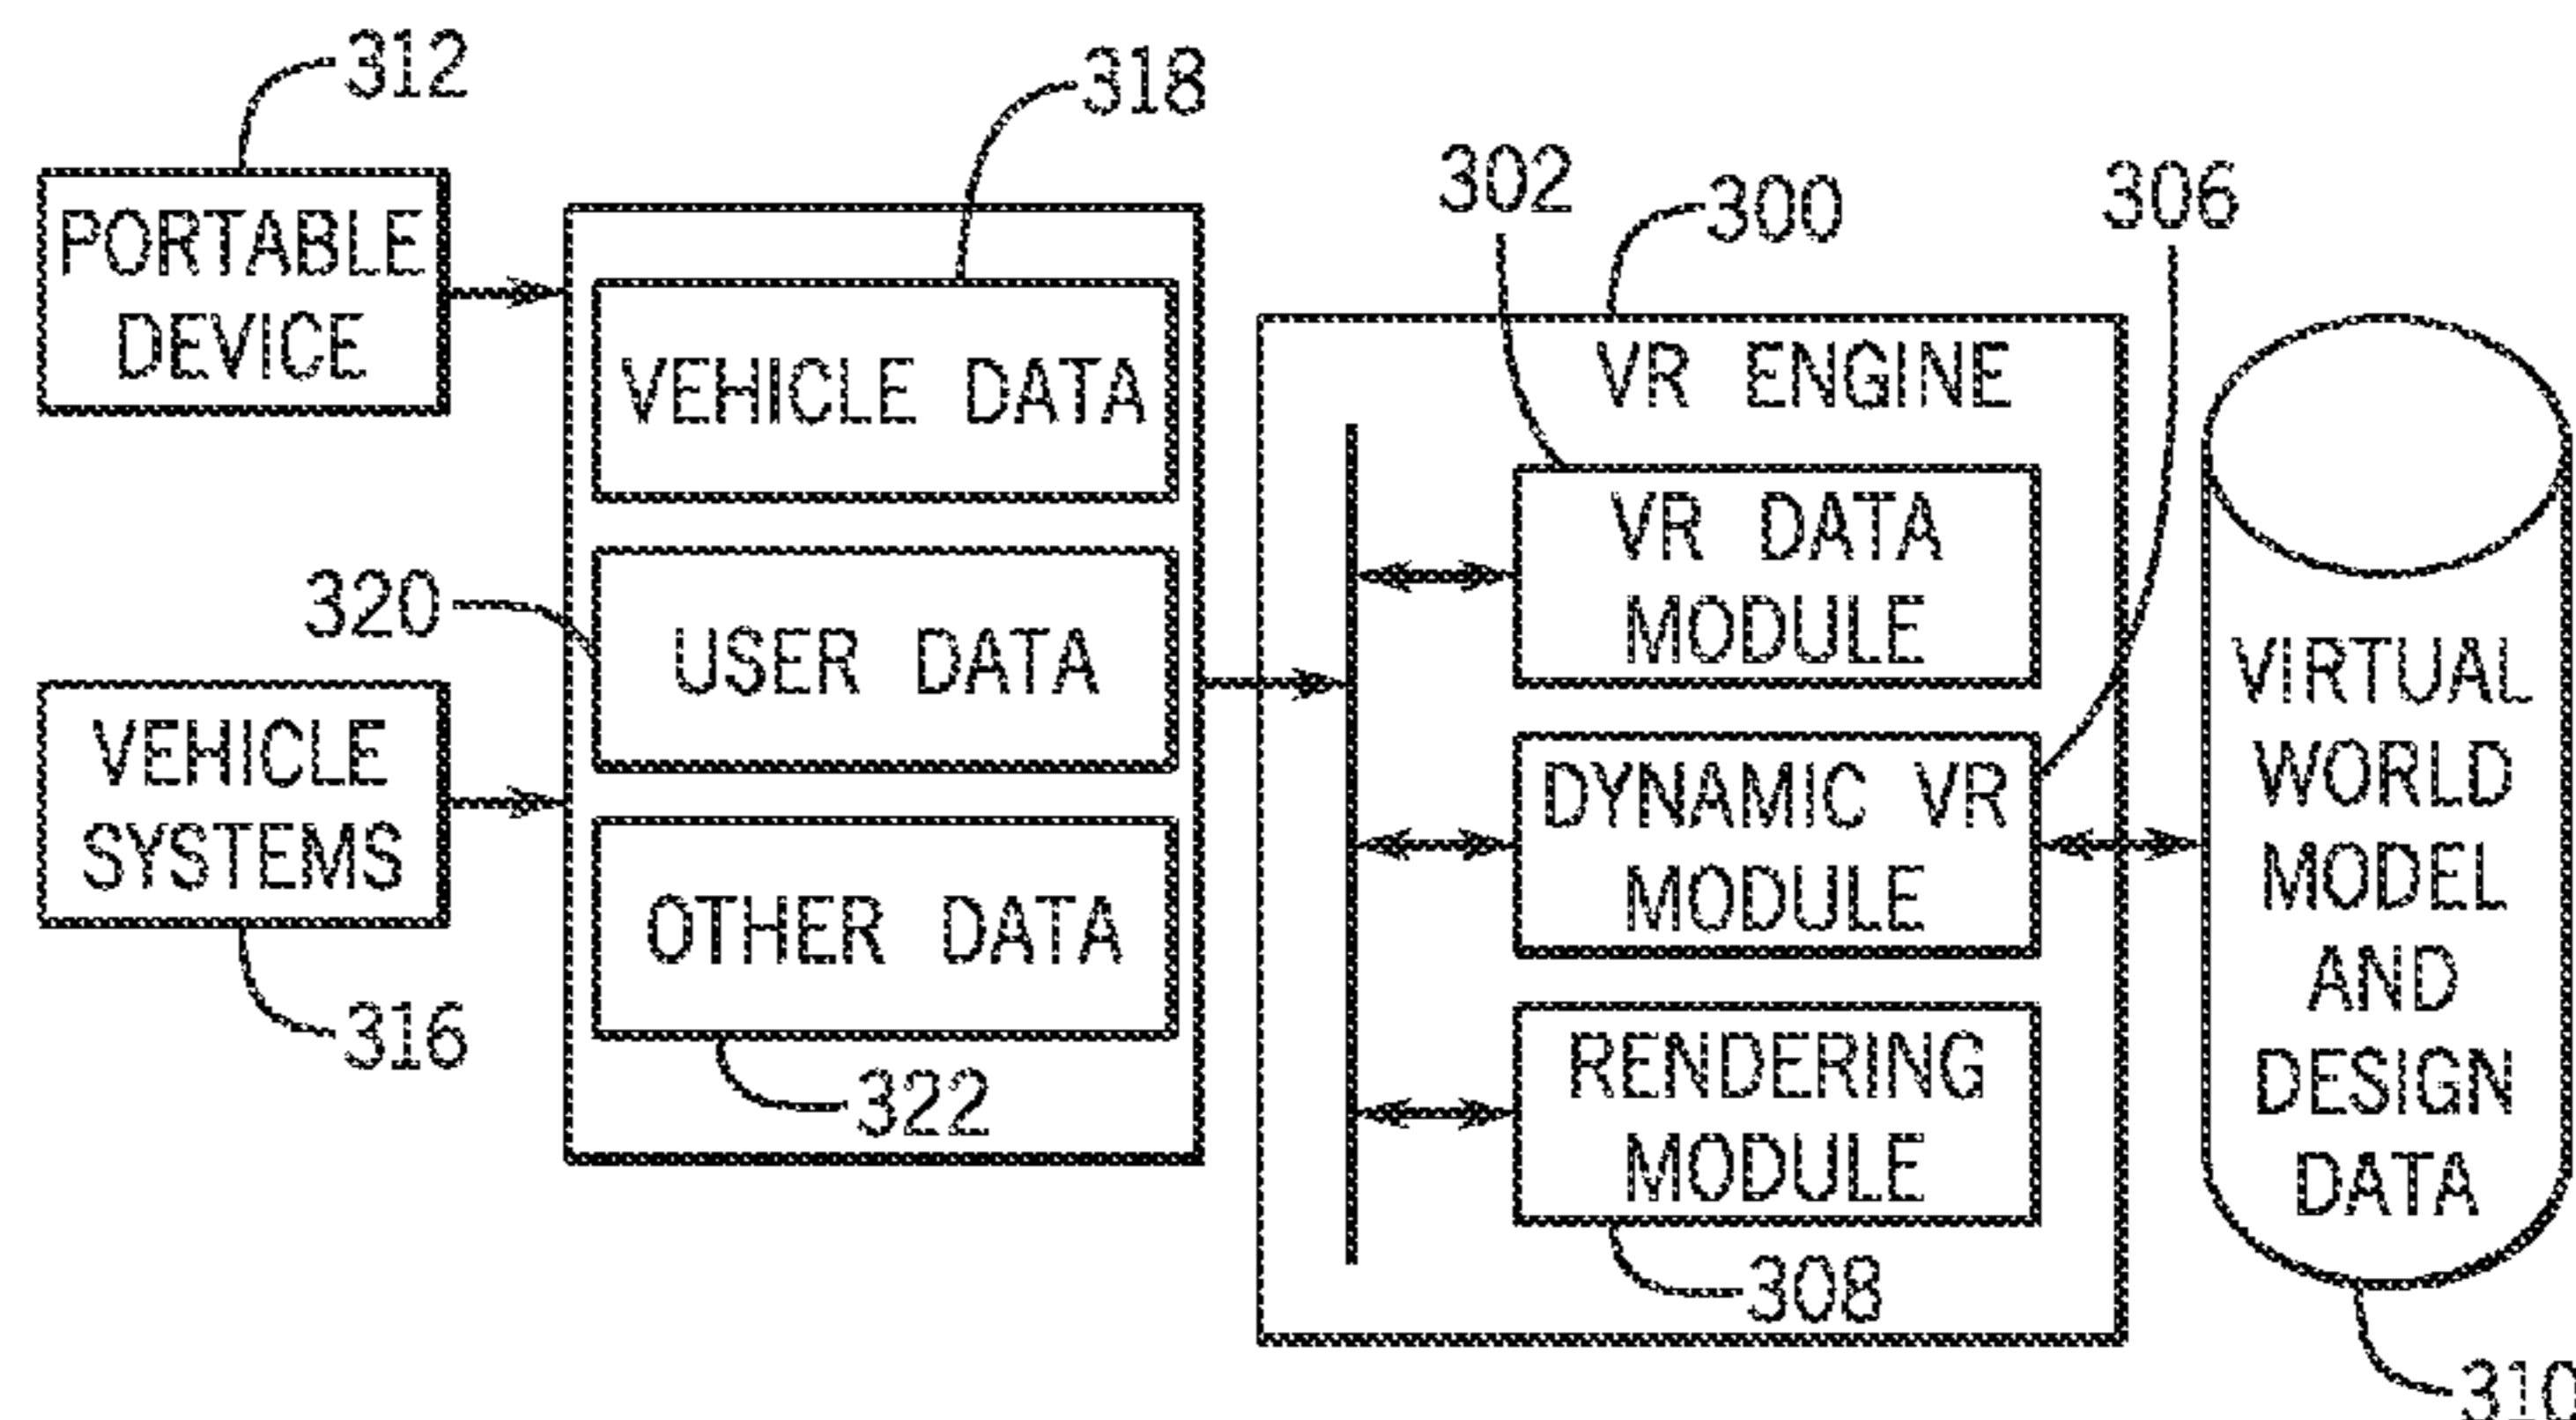 312
PORTABLE
DEVICE
318
VEHICLE DATA
320
USER DATA
VEHICLE
SYSTEMS
316
OTHER DATA
322
302
300
306
VR ENGINE
VR DATA
MODULE
DYNAMIC VR
MODULE
RENDERING
MODULE
308
VIRTUAL
WORLD
MODEL
AND
DESIGN
DATA
310